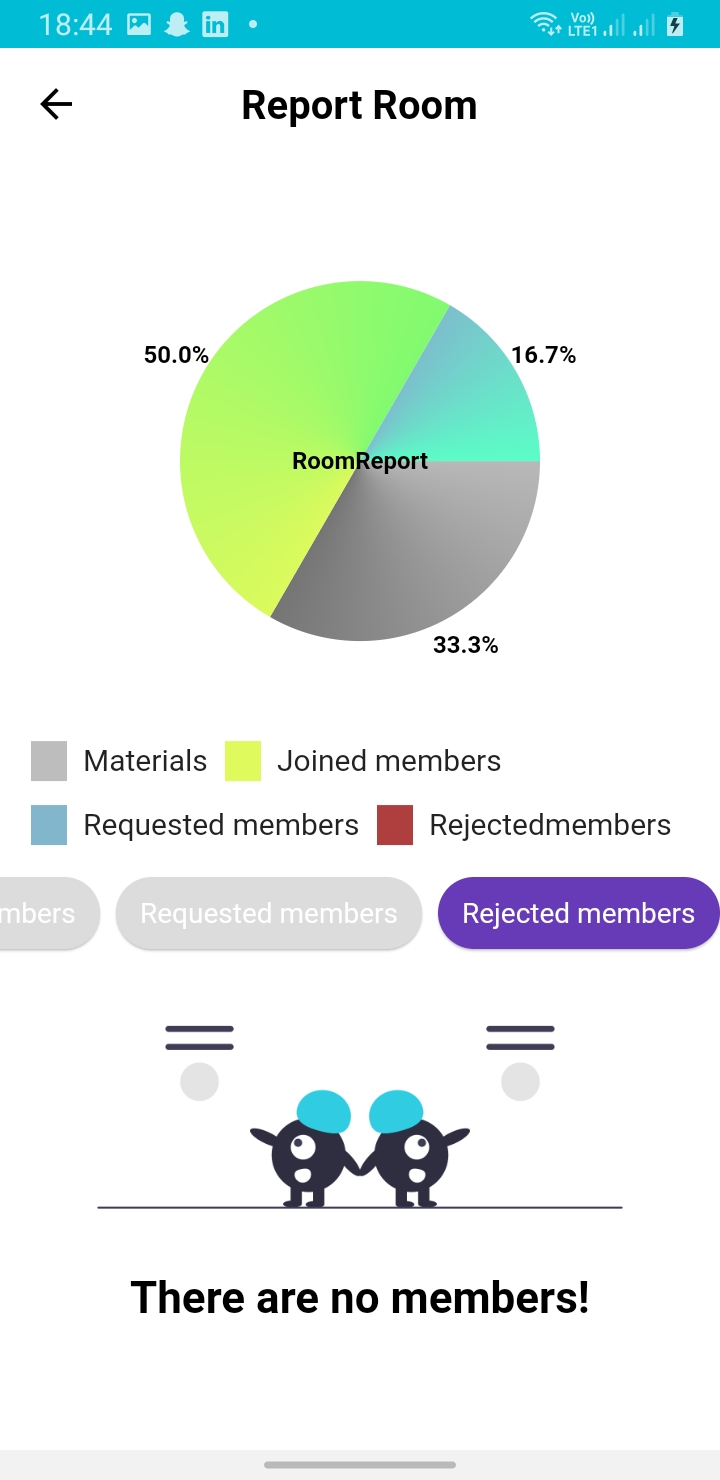 18:44
Vo))
LTE1
Report Room
50.0%
16.7%
RoomReport
33.3%
Materials
Joined members
Requested members
Rejectedmembers
mbers
Requested members
Rejected members
There are no members!